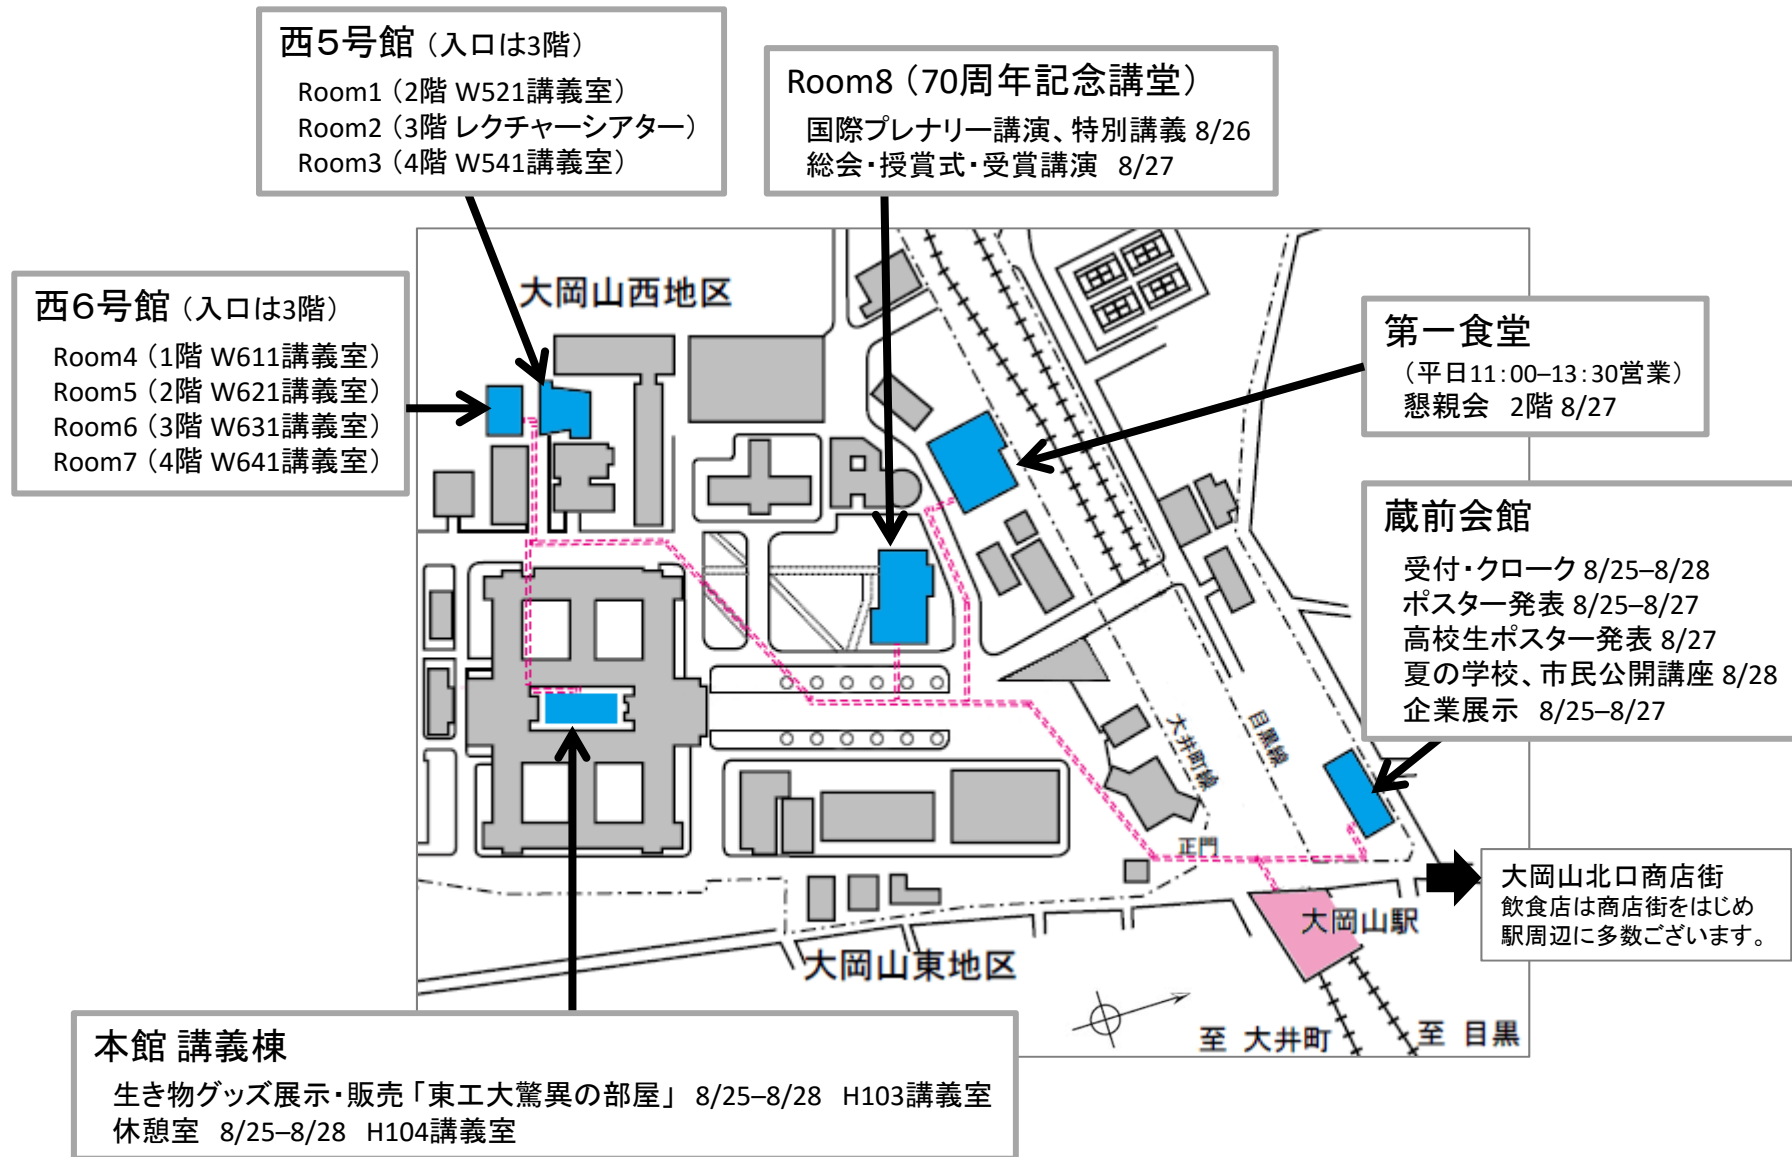 西5号館（入口は3階）
Room1（2階 W521講義室）
Room2（3階 レクチャーシアター）
Room3（4階 W541講義室）
Room8（70周年記念講堂）
国際プレナリー講演、特別講義 8/26
総会・授賞式・受賞講演 8/27
西6号館（入口は3階）
Room4（1階 W611講義室）
Room5（2階 W621講義室）
Room6（3階 W631講義室）
Room7（4階 W641講義室）
大岡山西地区
第一食堂
（平日11：00–13：30営業）
懇親会 2階 8/27
蔵前会館
受付・クローク 8/25–8/28
ポスター発表 8/25–8/27
高校生ポスター発表 8/27
夏の学校、市民公開講座 8/28
企業展示 8/25–8/27
大井町線
目黒線
正門
大岡山北口商店街
飲食店は商店街をはじめ
駅周辺に多数ございます。
大岡山駅
大岡山東地区
至 大井町
至 目黒
本館 講義棟
生き物グッズ展示・販売「東工大驚異の部屋」 8/25–8/28 H103講義室
休憩室 8/25–8/28 H104講義室